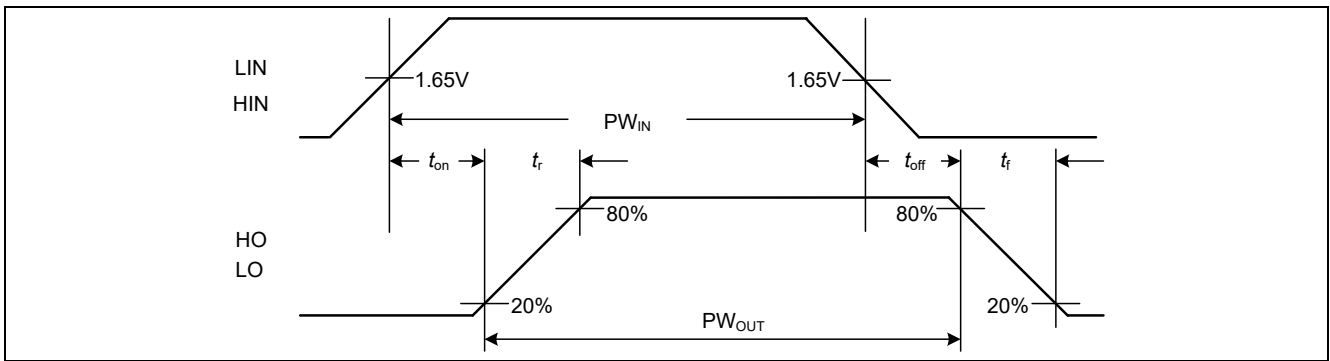 LIN
HIN
1.65V
1.65V
PWIN
ton
tr
toff
tf
HO
LO
80%
80%
20%
20%
PWOUT